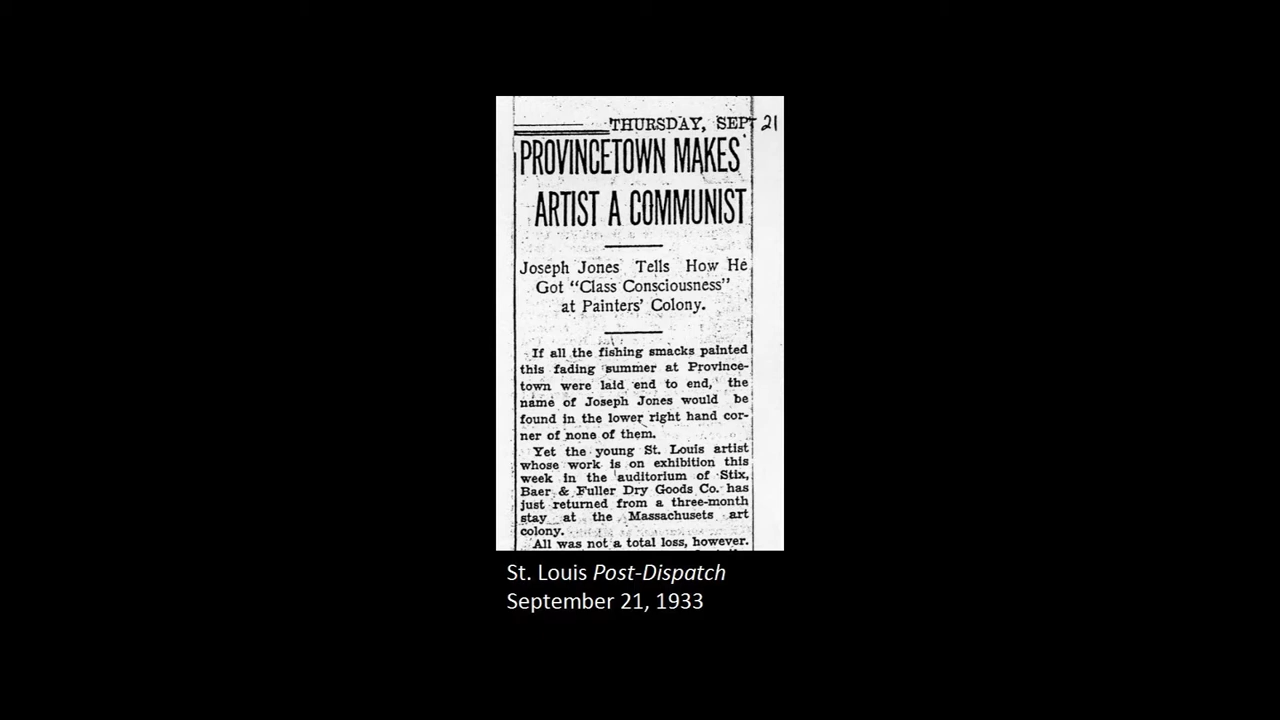 THURSDAY, SEPT 21
PROVINCETOWN MAKES
ARTIST A COMMUNIST
Joseph Jones Tells How He
Got "Class Consciousness"
at Painters' Colony.
If all the fishing smacks painted
this fading summer at Province-
town were laid end to end, the
name of Joseph Jones would be
found in the lower right hand cor-
ner of none of them.
Yet the young St. Louis artist
whose work is on exhibition this
week in the auditorium of Stix,
Baer & Fuller Dry Goods Co. has
just returned from a three-month
stay at the Massachusets art
colony.
All was not a total loss, however.
St. Louis Post-Dispatch
September 21, 1933